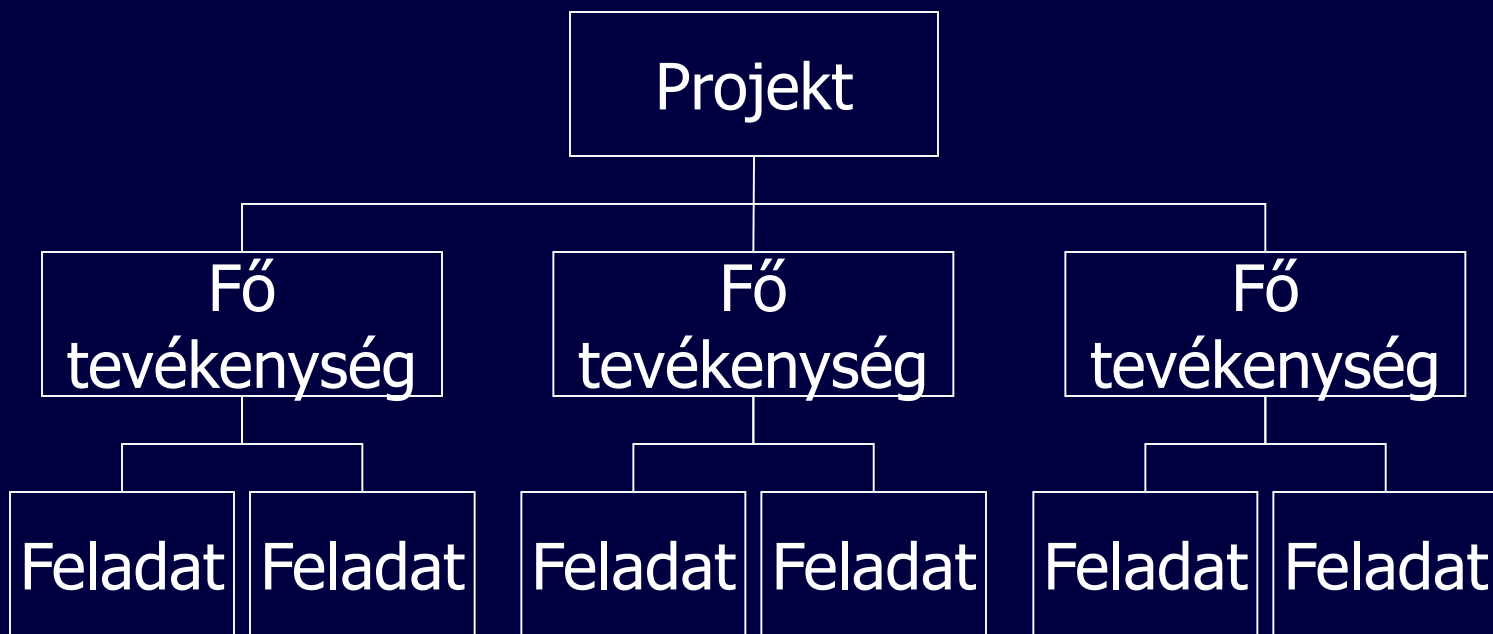 Projekt
Fő
tevékenység
Fő
tevékenység
Fő
tevékenység
Feladat
Feladat
Feladat
Feladat
Feladat
Feladat